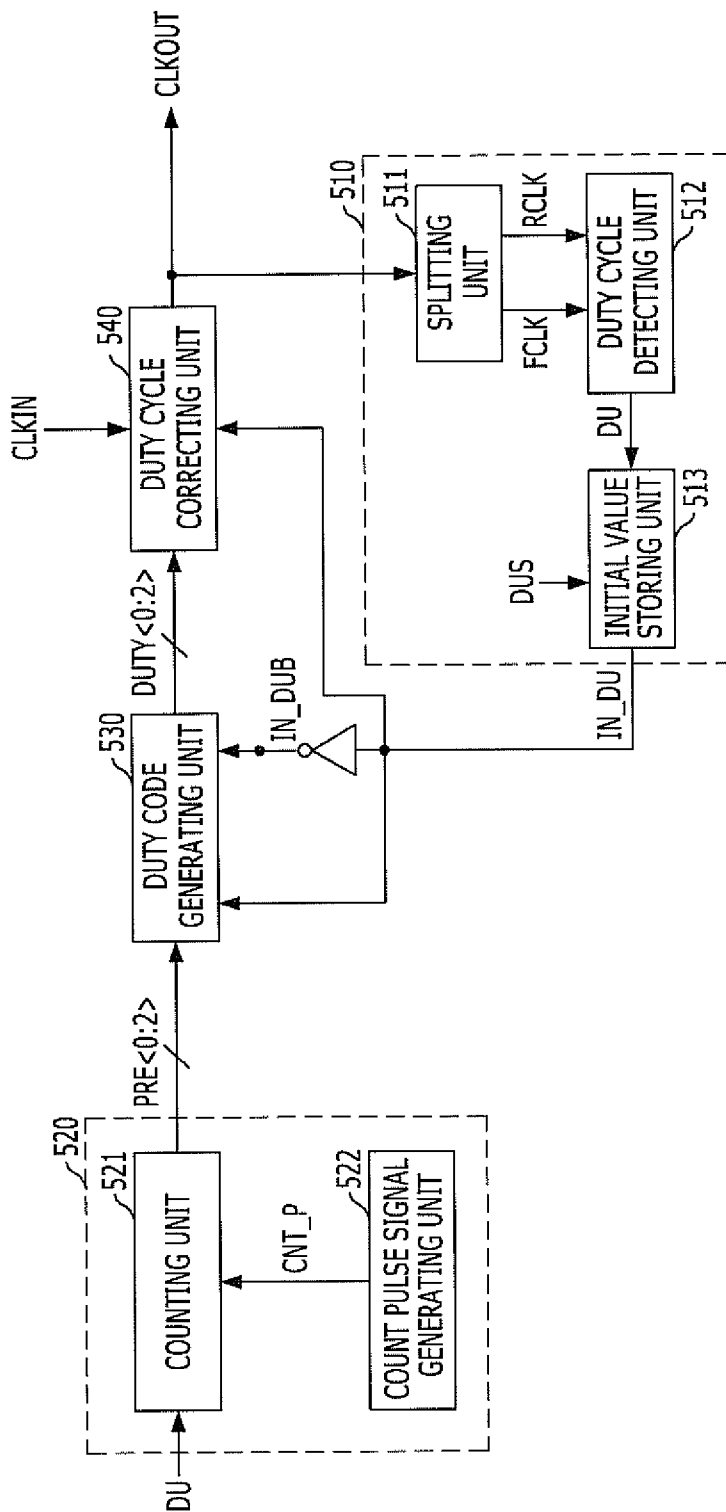 CLKIN
540
DUTY CYCLE
CORRECTING UNIT
CLKOUT
DUTY<0:2>
530
DUTY CODE
GENERATING UNIT
IN_DUB
PRE<0:2>
520
521
COUNTING UNIT
DU
CNT_P
522
COUNT PULSE SIGNAL
GENERATING UNIT
510
511
SPLITTING
UNIT
FCLK
RCLK
DUTY CYCLE
DETECTING UNIT
512
DU
DUS
INITIAL VALUE
STORING UNIT
513
IN_DU